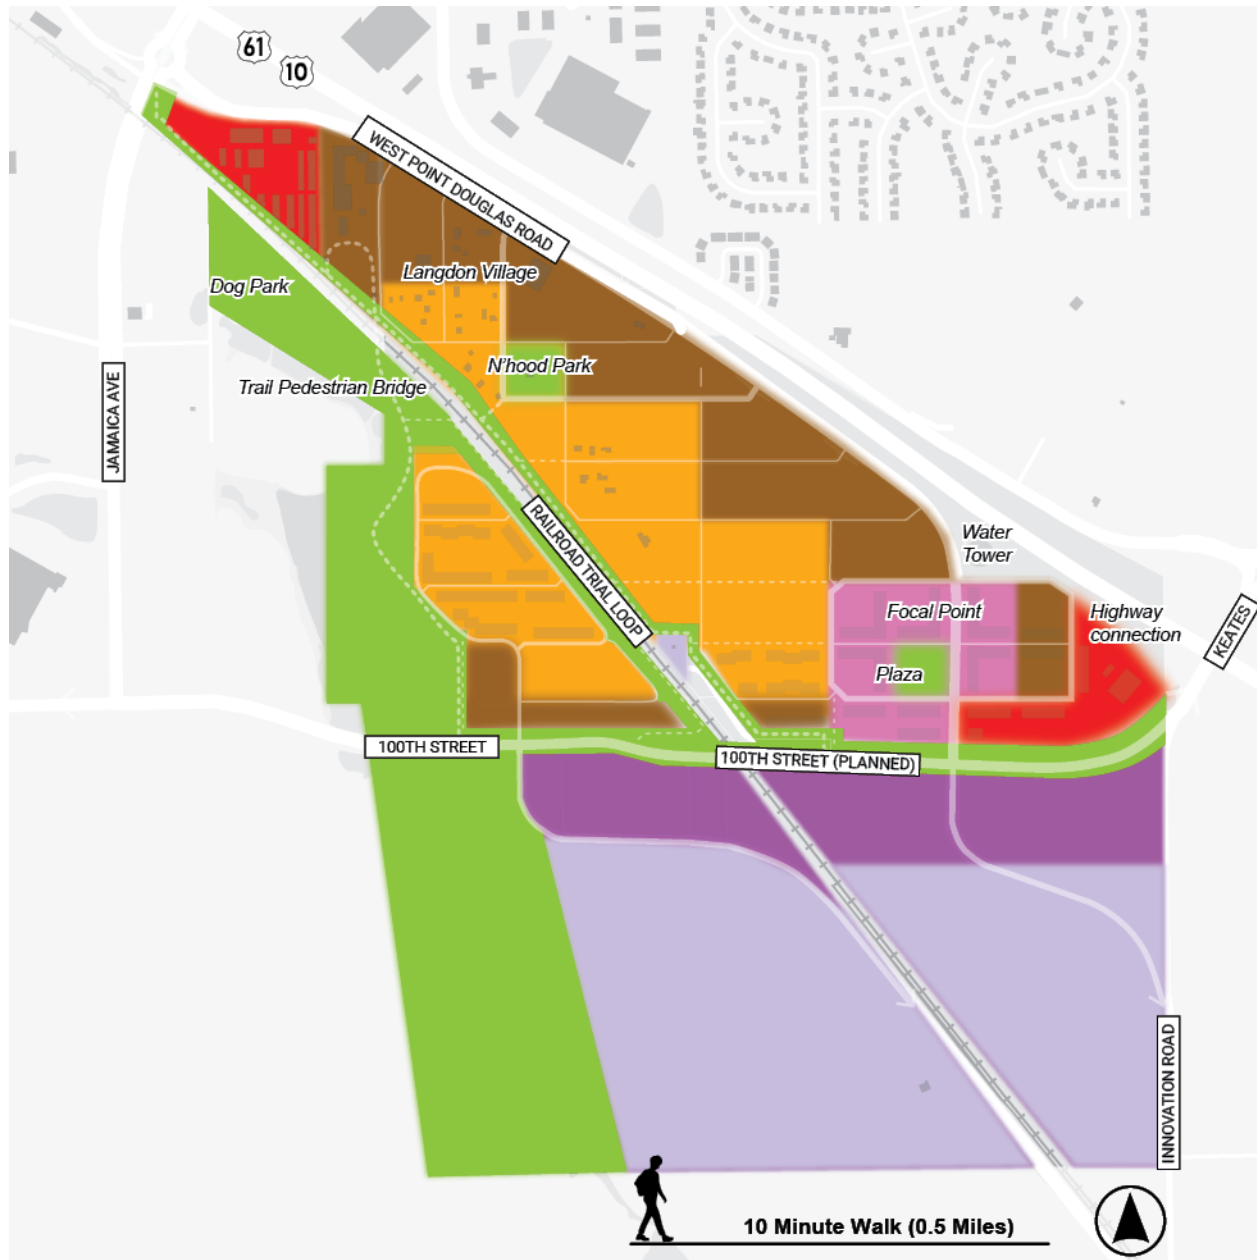 61
10
WEST POINT DOUGLAS ROAD
Langdon Village
Dog Park
N'hood Park
Trail Pedestrian Bridge
JAMAICA AVE
RAILROAD TRIAL LOOP
Water
Tower
Focal Point
Highway
connection
KEATES
Plaza
100TH STREET
100TH STREET (PLANNED)
INNOVATION ROAD
10 Minute Walk (0.5 Miles)